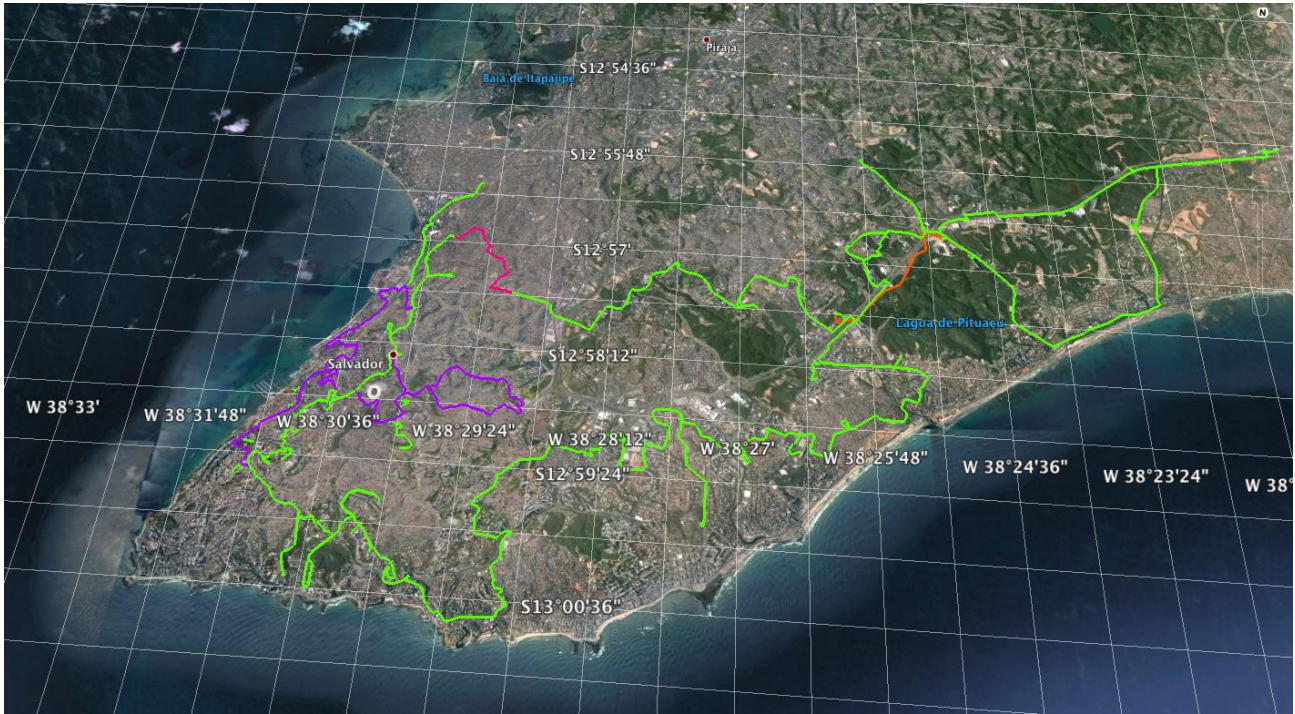 N
Pirajá
S12°54'36"
Baía de Itapajipe
S12°55'48"
S12°57'
Lagoa de Pituaçu
S12°58'12"
Salvador
W 38°33'
W 38°31'48"
W 38°30'36"
W 38°29'24"
W 38°28'12"
W 38°27'
W 38°25'48"
W 38°24'36"
W 38°23'24"
W 38°
S12°59'24"
S13°00'36"